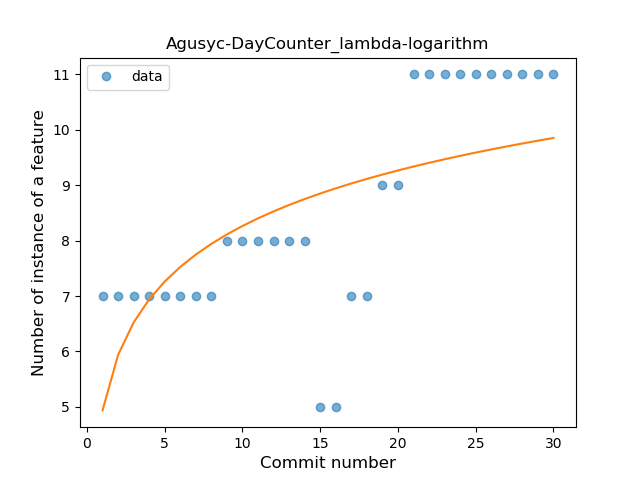 Agusyc-DayCounter_lambda-logarithm
data
Number of instance of a feature
11
10
9
8
7
6
5
0 5 10 15 20 25 30
Commit number